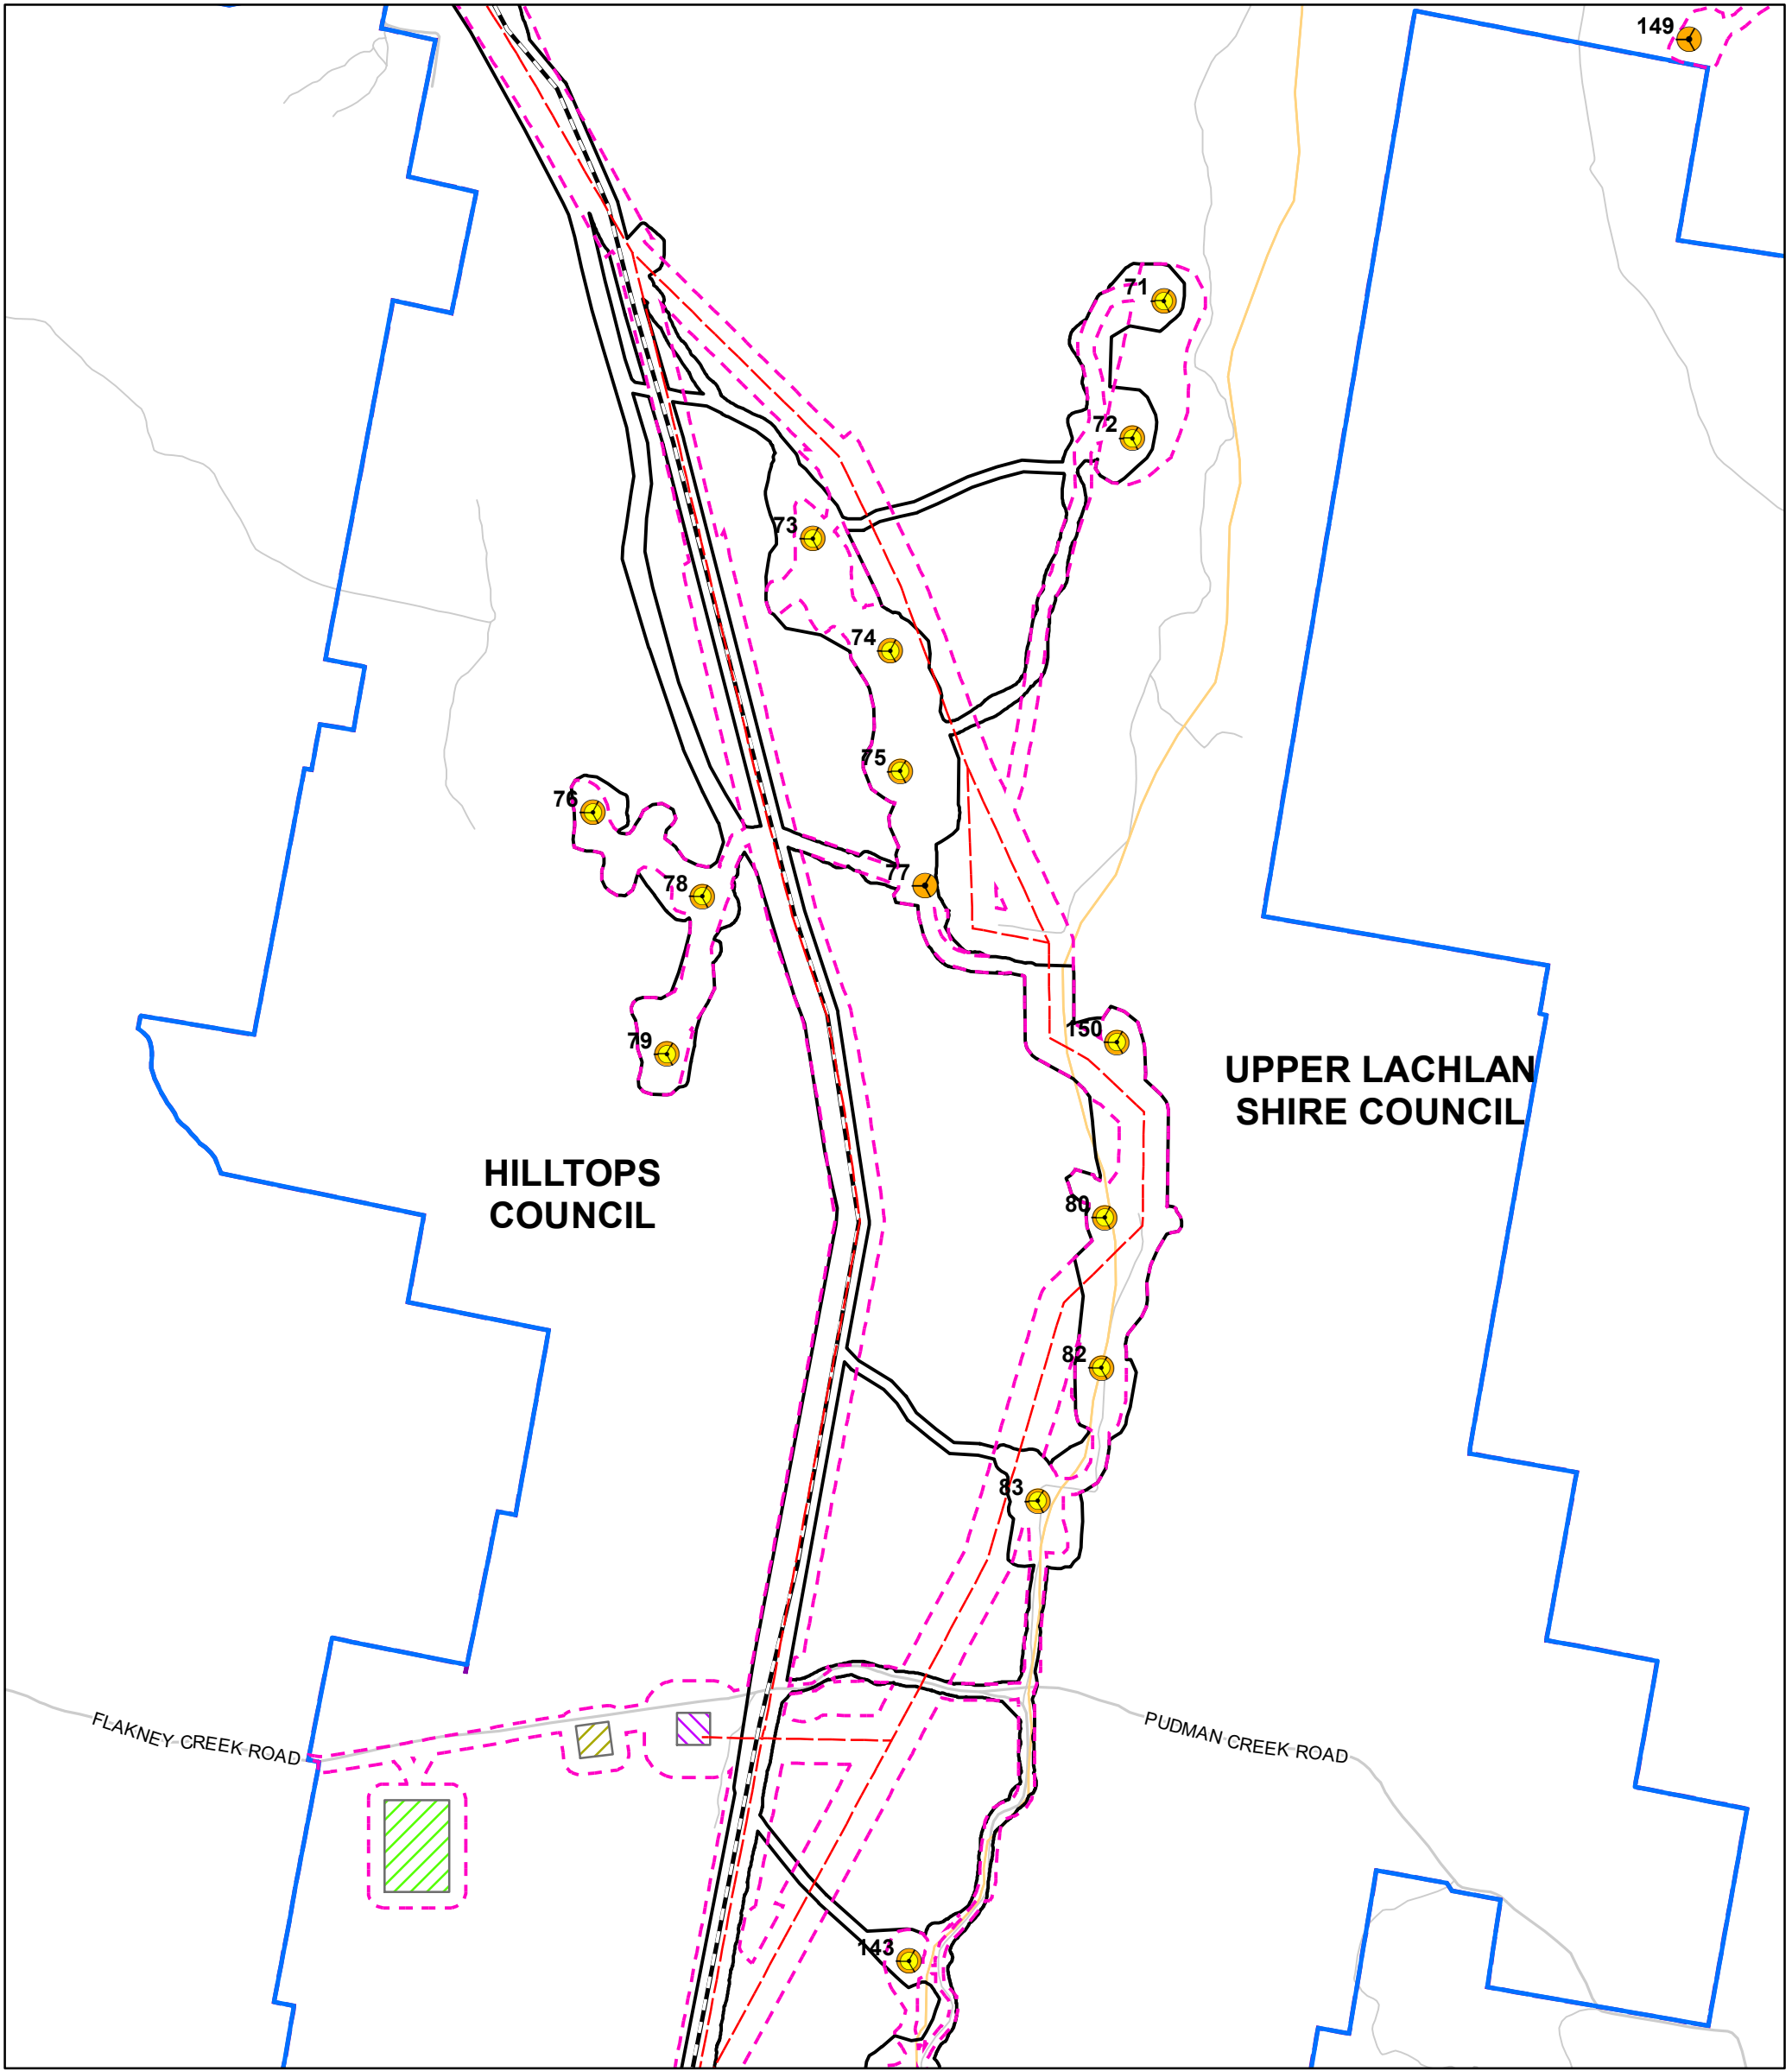 149
71
72
73
74
75
76
77
78
150
79
UPPER LACHLAN
SHIRE COUNCIL
HILLTOPS
COUNCIL
80
82
83
FLAKNEY CREEK ROAD
PUDMAN CREEK ROAD
143